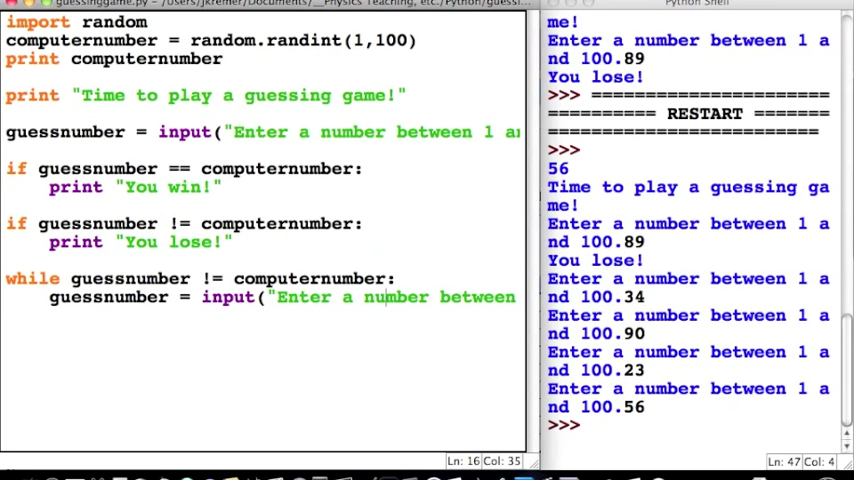 guessinggame.py - /Users/jkremer/Documents/__Physics Teaching, etc./Python/guessi...
import random
computernumber = random.randint(1,100)
print computernumber
print "Time to play a guessing game!"
guessnumber = input("Enter a number between 1 an
if guessnumber == computernumber:
print "You win!"
if guessnumber != computernumber:
print "You lose!"
while guessnumber != computernumber:
guessnumber = input("Enter a number between
Ln: 16 Col: 35
Python Shell
me!
Enter a number between 1 a
nd 100.89
You lose!
>>> ======================
========== RESTART =======
=========================
>>>
56
Time to play a guessing ga
me!
Enter a number between 1 a
nd 100.89
You lose!
Enter a number between 1 a
nd 100.34
Enter a number between 1 a
nd 100.90
Enter a number between 1 a
nd 100.23
Enter a number between 1 a
nd 100.56
>>>
Ln: 47 Col: 4